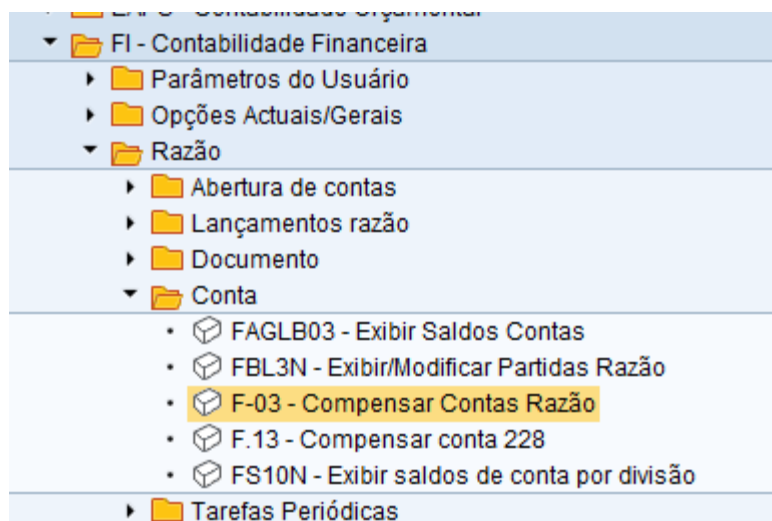 FI - Contabilidade Financeira
Parâmetros do Usuário
Opções Actuais/Gerais
Razão
Abertura de contas
Lançamentos razão
Documento
Conta
FAGLB03 - Exibir Saldos Contas
FBL3N - Exibir/Modificar Partidas Razão
F-03 - Compensar Contas Razão
F.13 - Compensar conta 228
FS10N - Exibir saldos de conta por divisão
Tarefas Periódicas